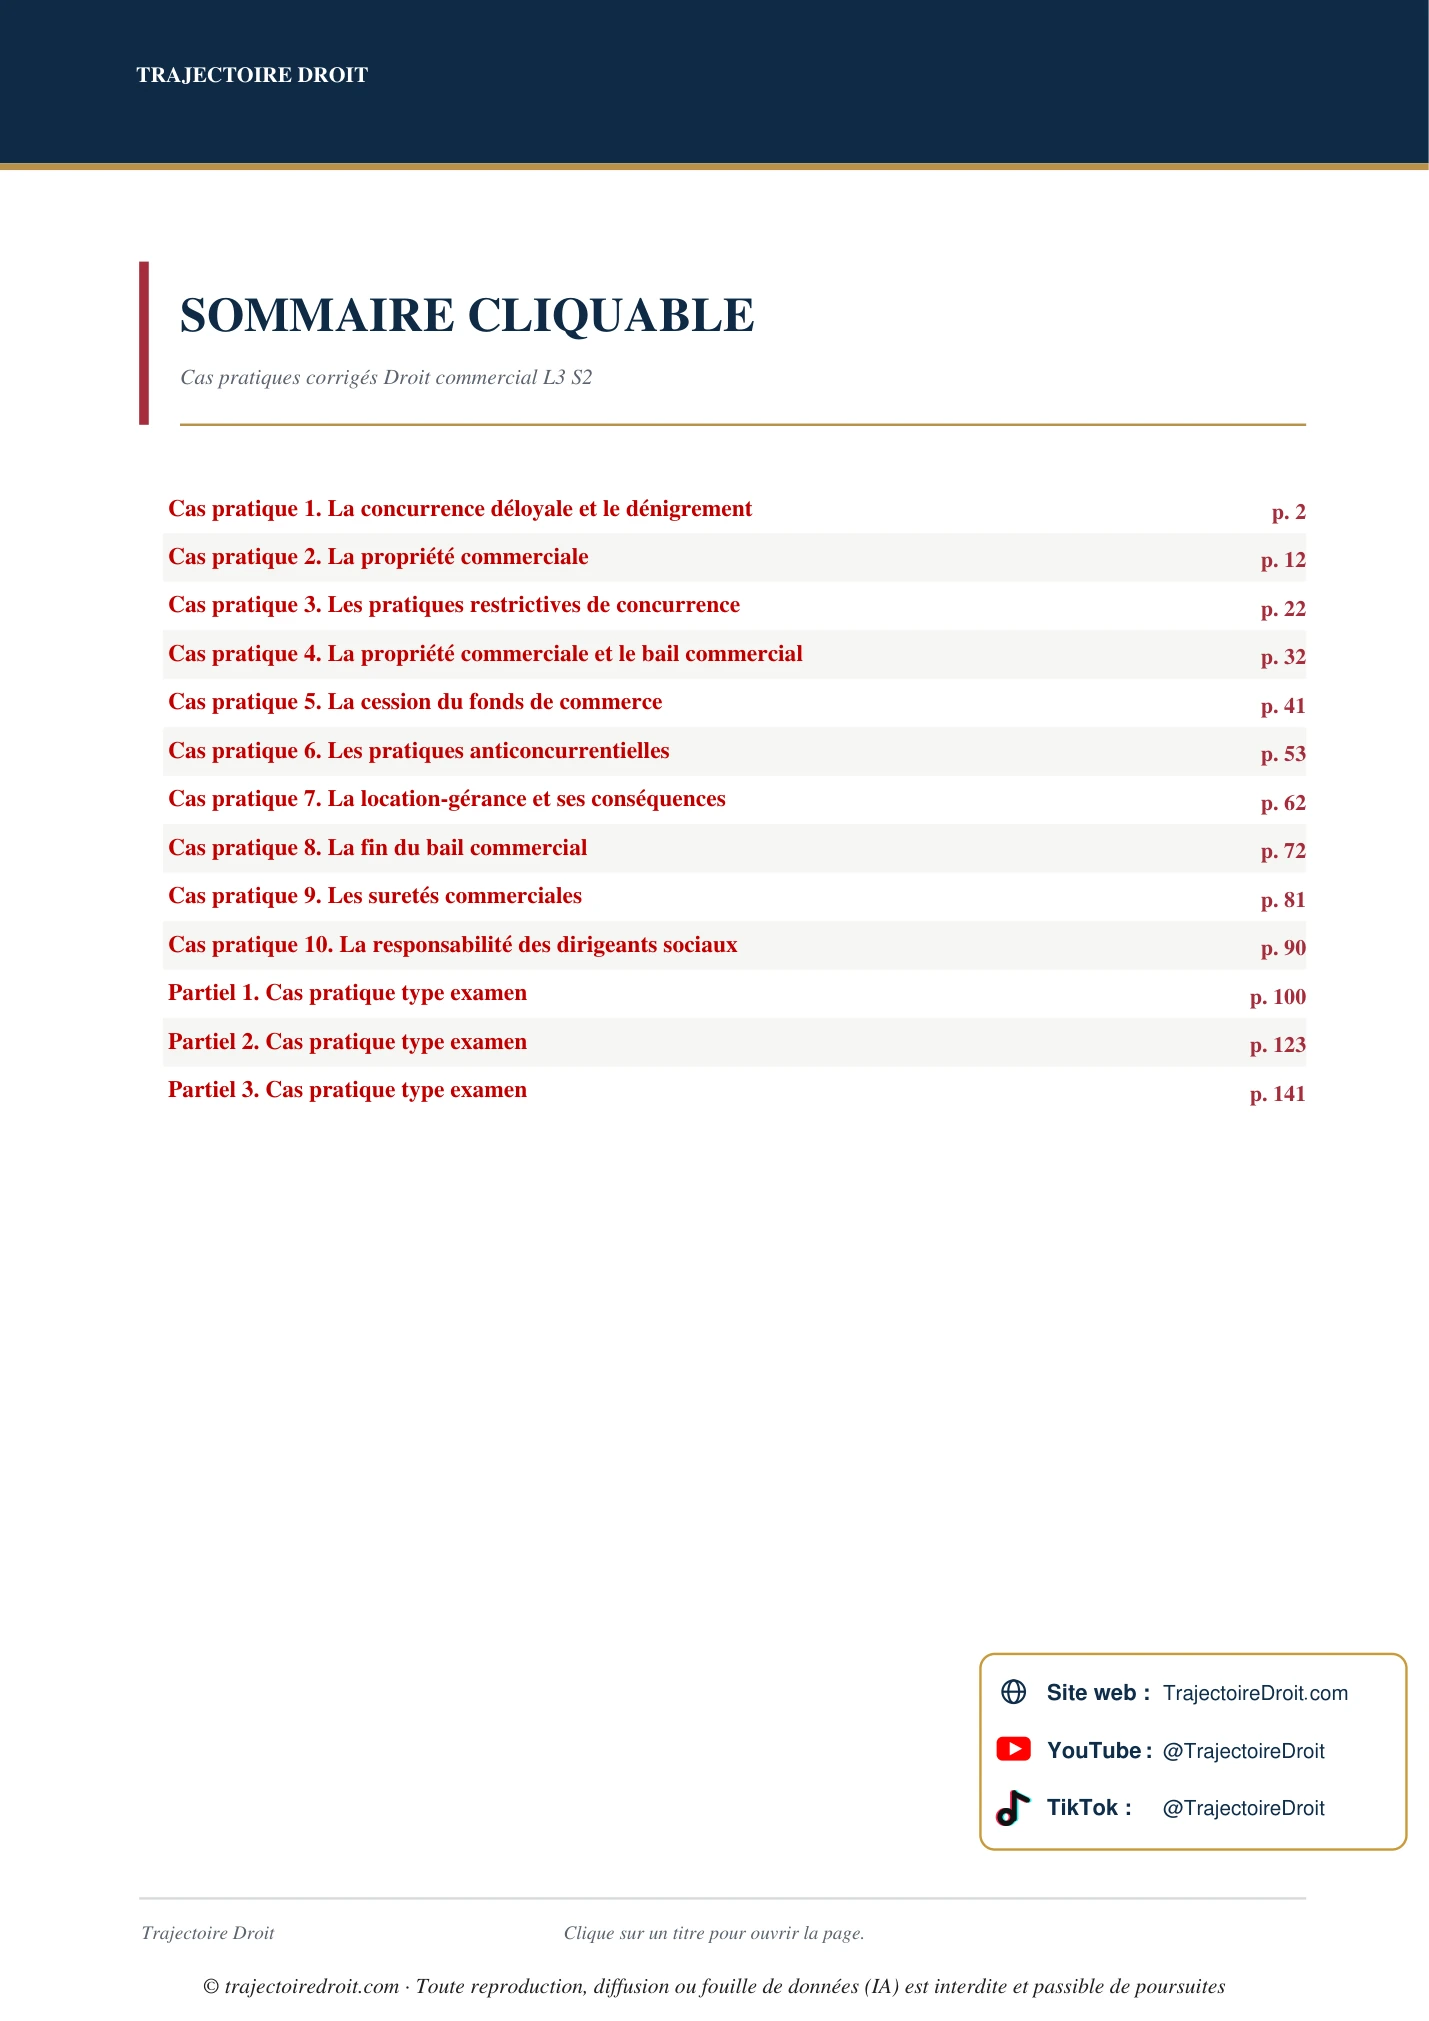 TRAJECTOIRE DROIT
SOMMAIRE CLIQUABLE
Cas pratiques corrigés Droit commercial L3 S2
Cas pratique 1. La concurrence déloyale et le dénigrement p. 2
Cas pratique 2. La propriété commerciale p. 12
Cas pratique 3. Les pratiques restrictives de concurrence p. 22
Cas pratique 4. La propriété commerciale et le bail commercial p. 32
Cas pratique 5. La cession du fonds de commerce p. 41
Cas pratique 6. Les pratiques anticoncurrentielles p. 53
Cas pratique 7. La location-gérance et ses conséquences p. 62
Cas pratique 8. La fin du bail commercial p. 72
Cas pratique 9. Les suretés commerciales p. 81
Cas pratique 10. La responsabilité des dirigeants sociaux p. 90
Partiel 1. Cas pratique type examen p. 100
Partiel 2. Cas pratique type examen p. 123
Partiel 3. Cas pratique type examen p. 141
Site web : TrajectoireDroit.com
YouTube : @TrajectoireDroit
TikTok : @TrajectoireDroit
Trajectoire Droit Clique sur un titre pour ouvrir la page.
© trajectoiredroit.com · Toute reproduction, diffusion ou fouille de données (IA) est interdite et passible de poursuites